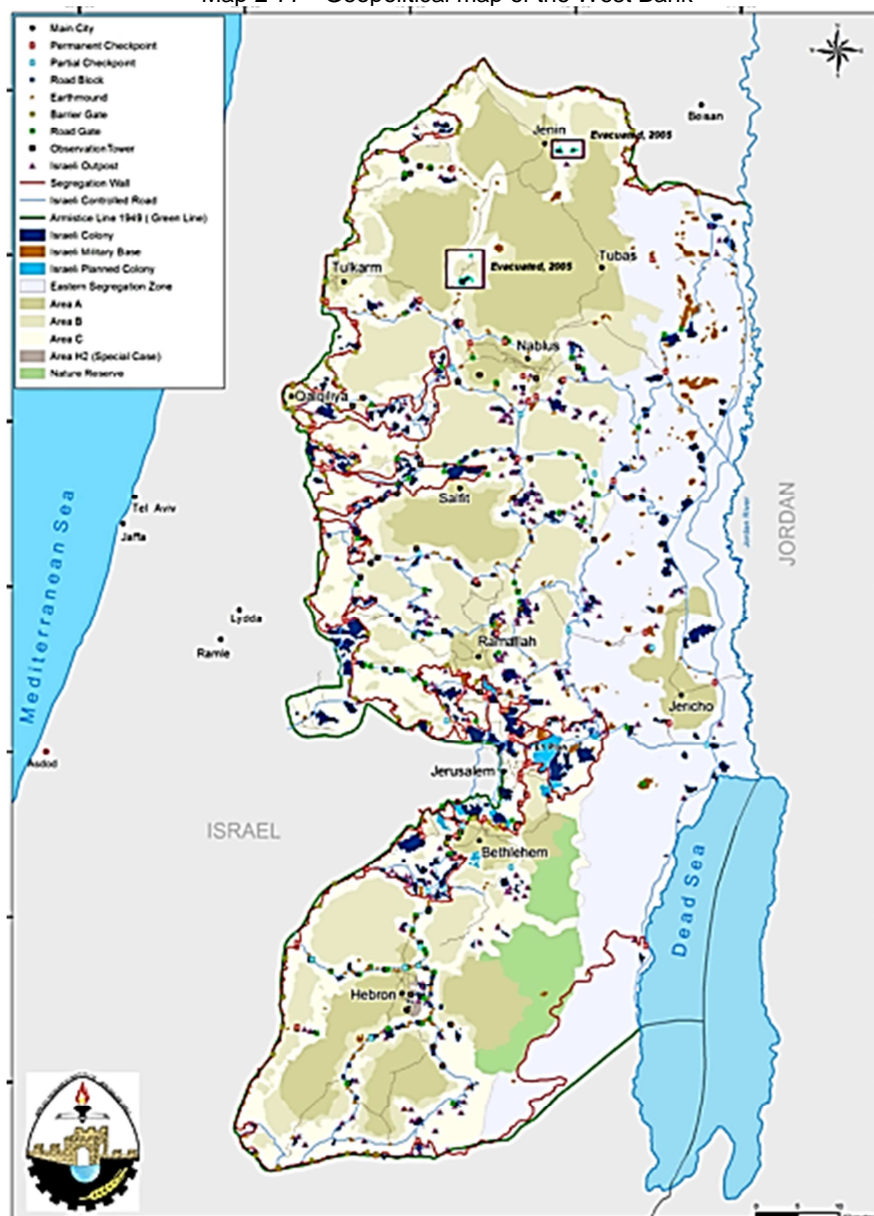 Geopolitical map of the West Bank
Main City
Permanent Checkpoint
Partial Checkpoint
Road Block
Earthmound
Barrier Gate
Road Gate
Observation Tower
Israeli Outpost
Segregation Wall
Israeli Controlled Road
Armistice Line 1949 ( Green Line)
Israeli Colony
Israeli Military Base
Israeli Planned Colony
Eastern Segregation Zone
Area A
Area B
Area C
Area H2 (Special Case)
Nature Reserve
Beisan
Jenin
Evacuated, 2005
Tulkarm
Evacuated, 2005
Tubas
Nablus
Qalqiliya
Salfit
Tel Aviv
Jaffa
Mediterranean Sea
Jordan River
JORDAN
Lydda
Ramle
Ramallah
Jericho
Asdod
Jerusalem
ISRAEL
Bethlehem
Dead Sea
Hebron